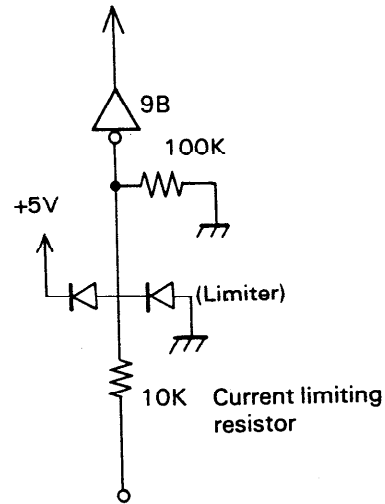 9B
100K
+5V
(Limiter)
10K Current limiting
resistor